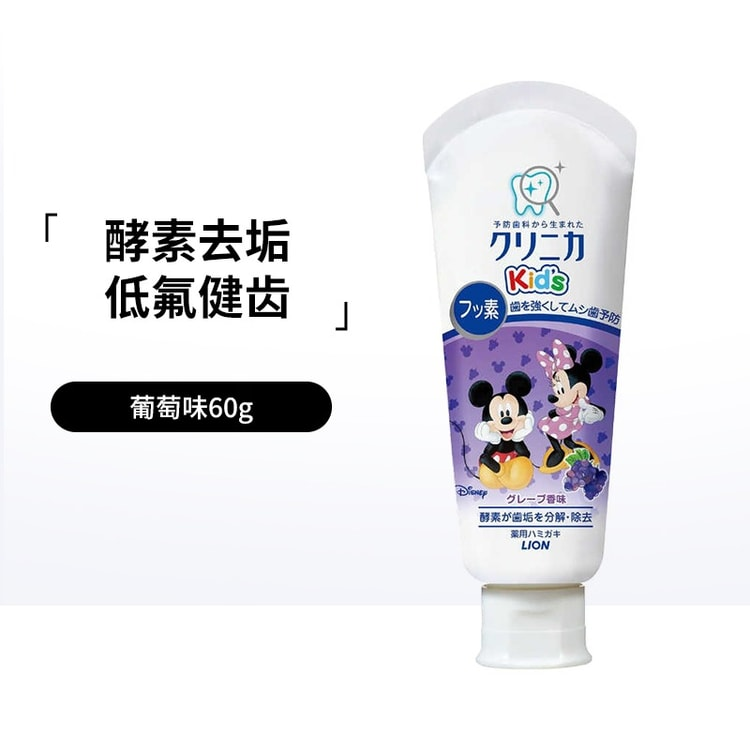 「酵素去垢
低氟健齿」
葡萄味60g
予防歯科から生まれた
クリニカ
Kid's
フッ素
歯を強くしてムシ歯予防
Disney
グレープ香味
酵素が歯垢を分解・除去
薬用ハミガキ
LION